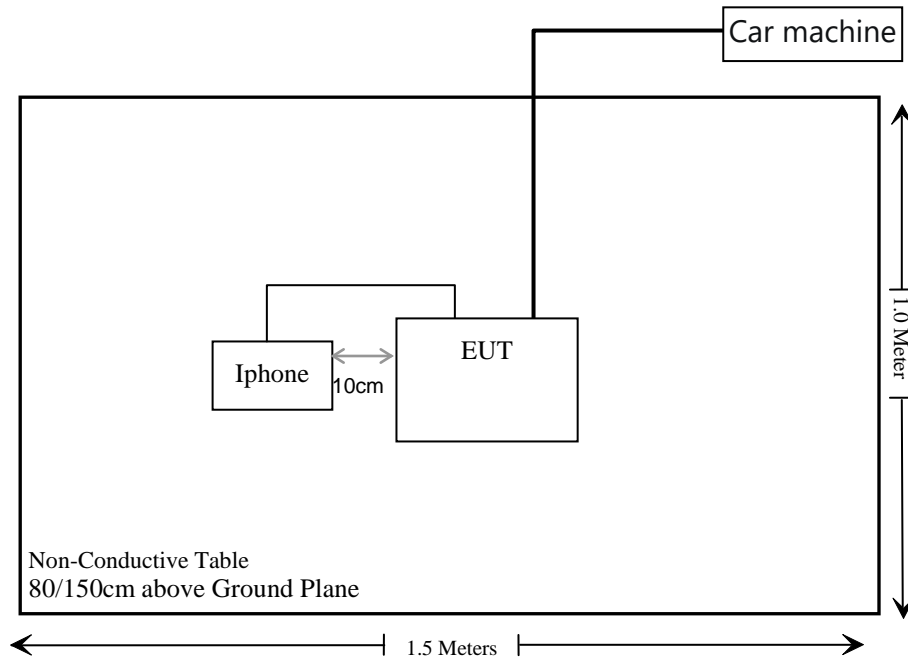 Car machine
EUT
Iphone
10cm
1.0 Meter
Non-Conductive Table
80/150cm above Ground Plane
1.5 Meters